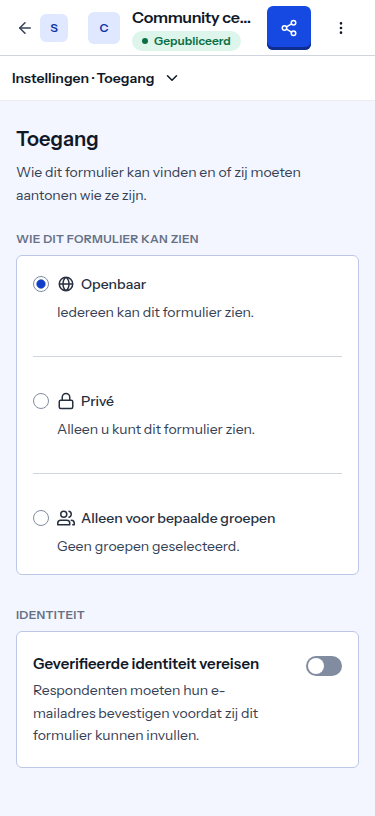 S
C
Community ce...
Gepubliceerd
Instellingen · Toegang
Toegang
Wie dit formulier kan vinden en of zij moeten
aantonen wie ze zijn.
WIE DIT FORMULIER KAN ZIEN
Openbaar
Iedereen kan dit formulier zien.
Privé
Alleen u kunt dit formulier zien.
Alleen voor bepaalde groepen
Geen groepen geselecteerd.
IDENTITEIT
Geverifieerde identiteit vereisen
Respondenten moeten hun e-
mailadres bevestigen voordat zij dit
formulier kunnen invullen.